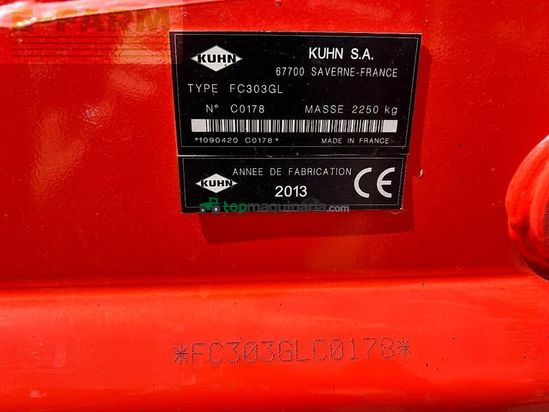 E-FARM
KUHN
KUHN S.A.
67700 SAVERNE-FRANCE
TYPE FC303GL
N° C0178 MASSE 2250 kg
*1090420 C0178* MADE IN FRANCE
KUHN
ANNEE DE FABRICATION
2013
CE
topmaquinaria.com
*FC303GLC0178*